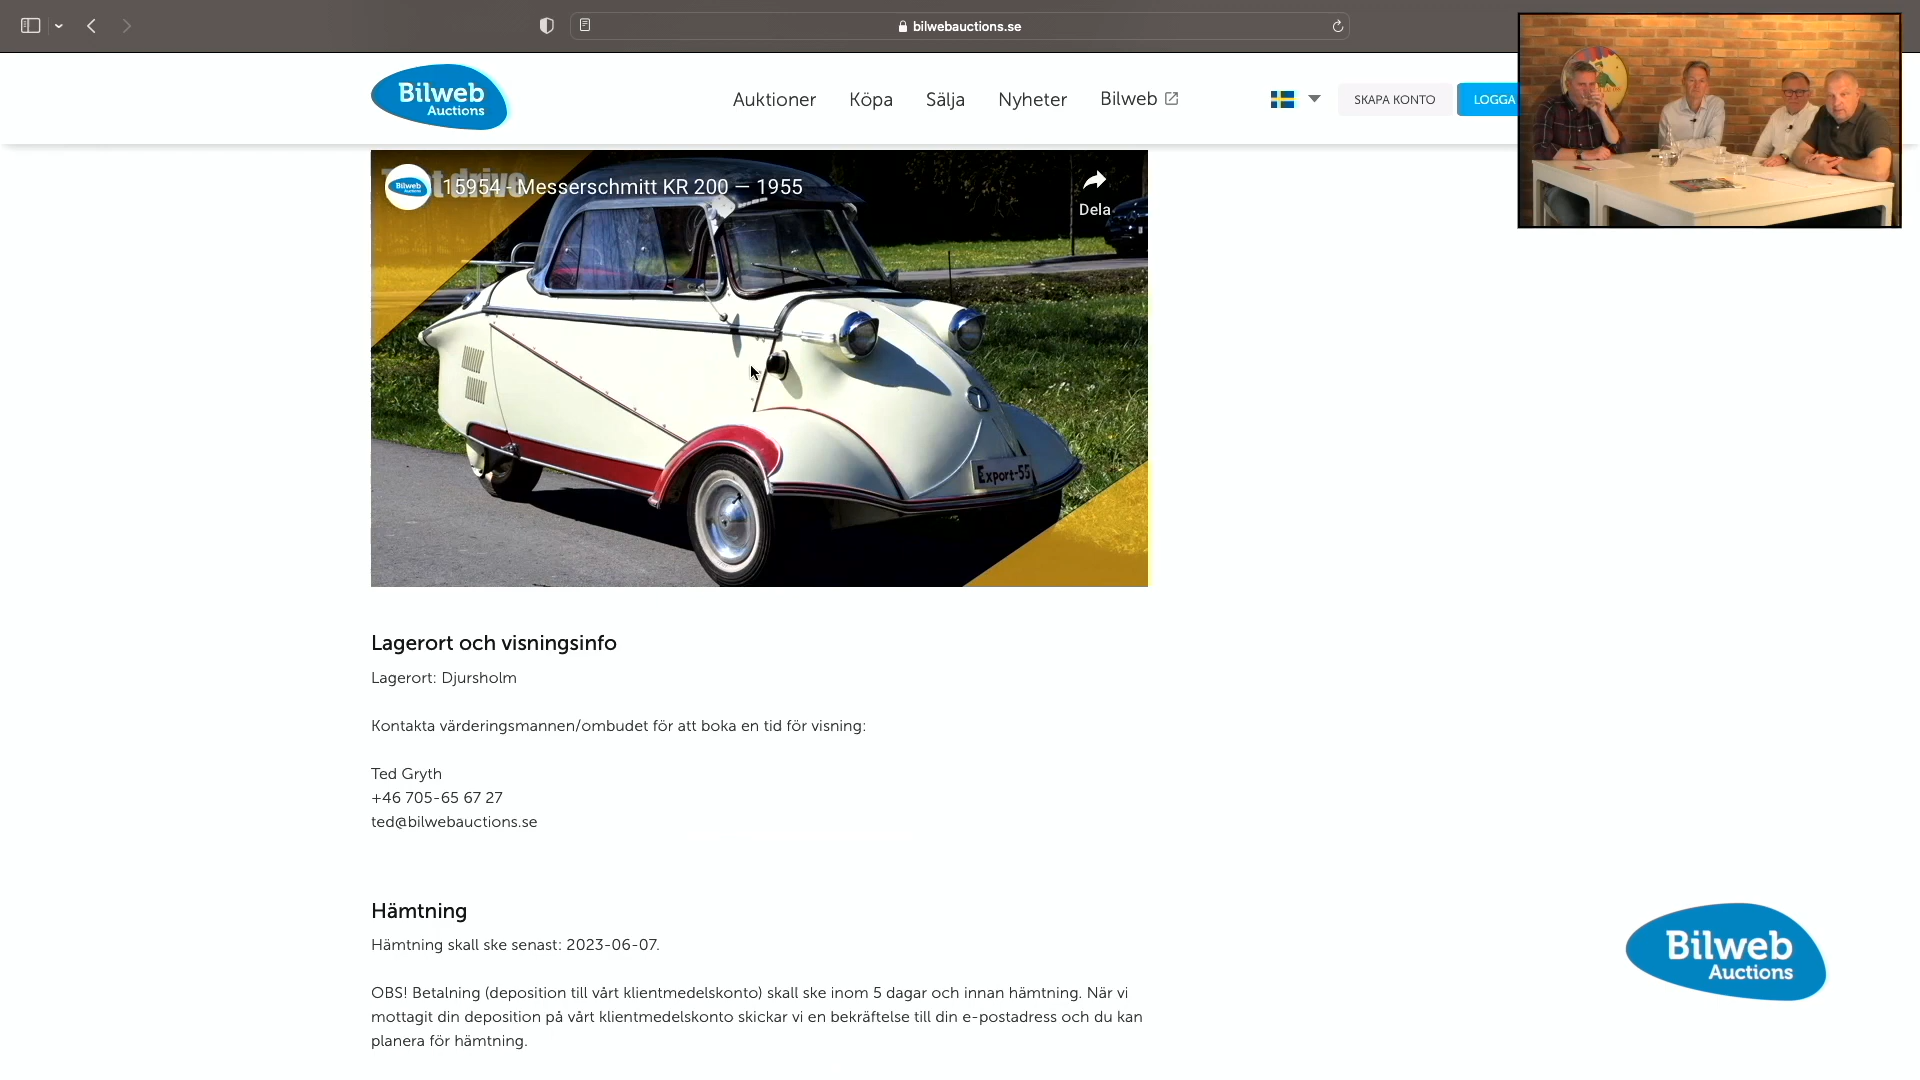 bilwebauctions.se
Bilweb
Auctions
Auktioner
Köpa
Sälja
Nyheter
Bilweb
SKAPA KONTO
LOGGA
Bilweb
Auctions
15954 - Messerschmitt KR 200 — 1955
Dela
Export-55
Lagerort och visningsinfo
Lagerort: Djursholm
Kontakta värderingsmannen/ombudet för att boka en tid för visning:
Ted Gryth
+46 705-65 67 27
ted@bilwebauctions.se
Hämtning
Hämtning skall ske senast: 2023-06-07.
OBS! Betalning (deposition till vårt klientmedelskonto) skall ske inom 5 dagar och innan hämtning. När vi
mottagit din deposition på vårt klientmedelskonto skickar vi en bekräftelse till din e-postadress och du kan
planera för hämtning.
Bilweb
Auctions